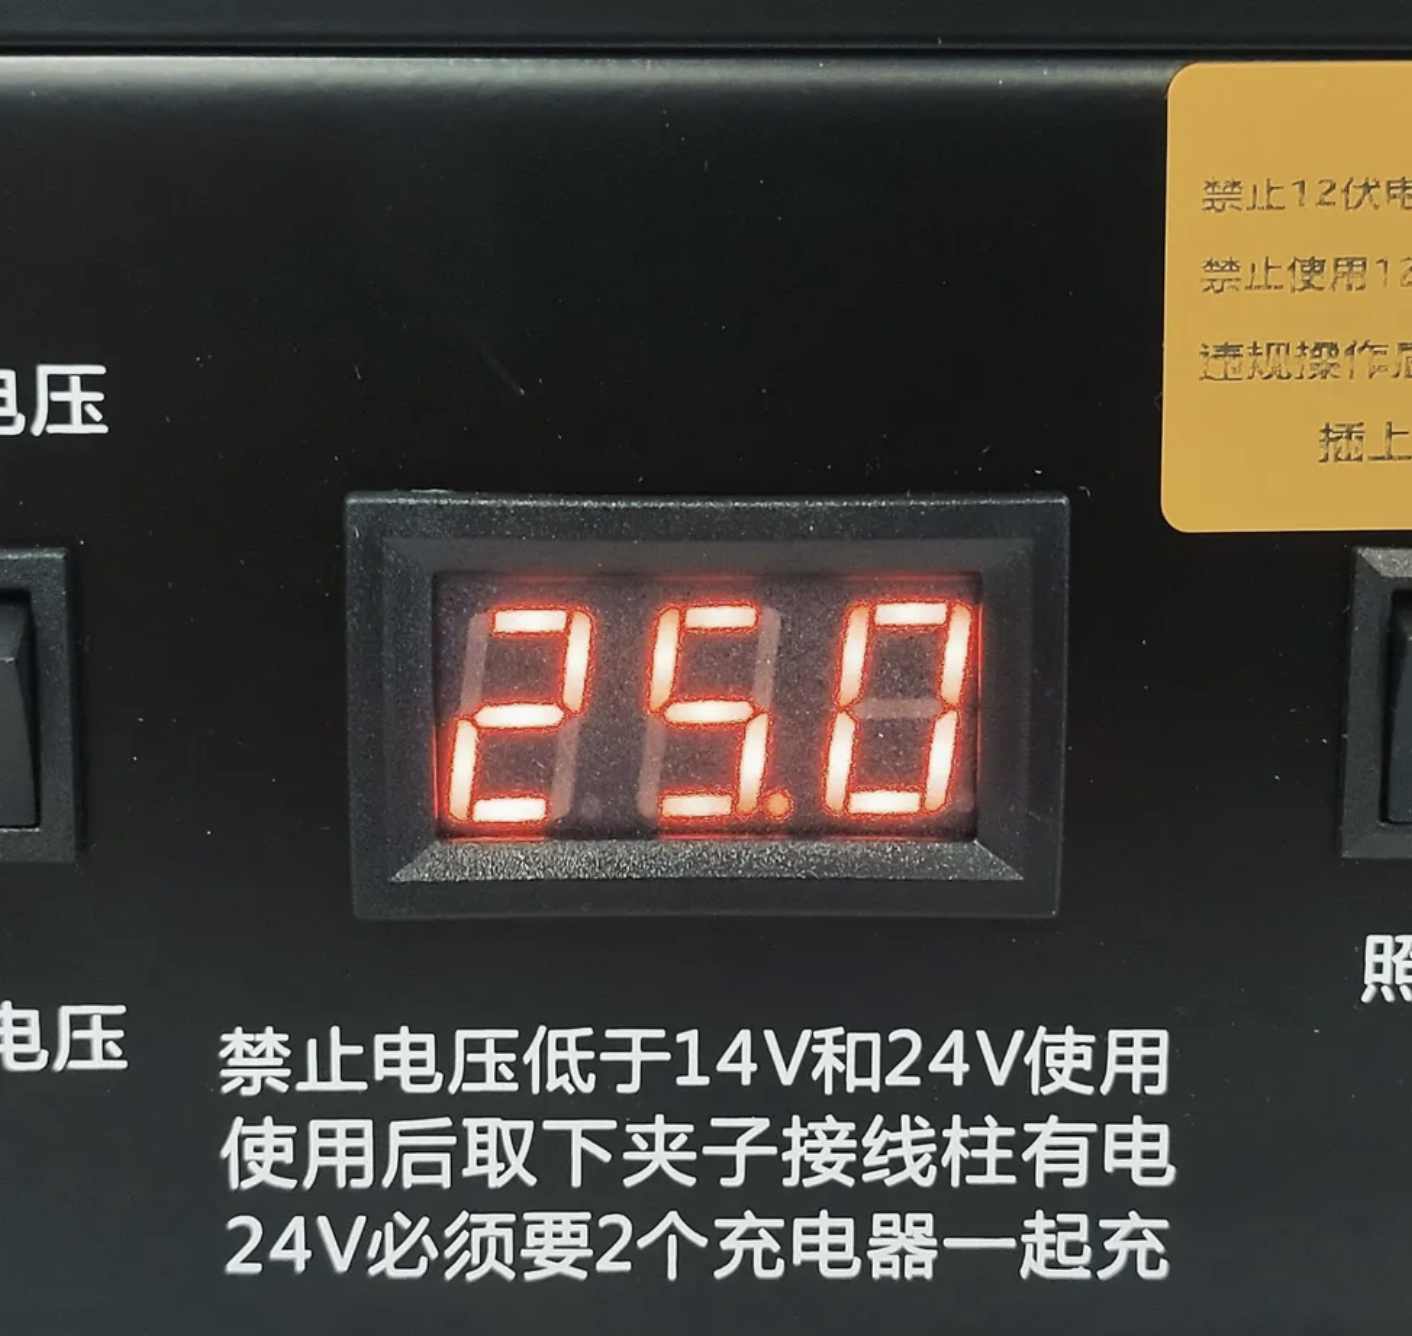 禁止12伏电
禁止使用12
违规操作
插上
电压
25.0
照
电压
禁止电压低于14V和24V使用
使用后取下夹子接线柱有电
24V必须要2个充电器一起充